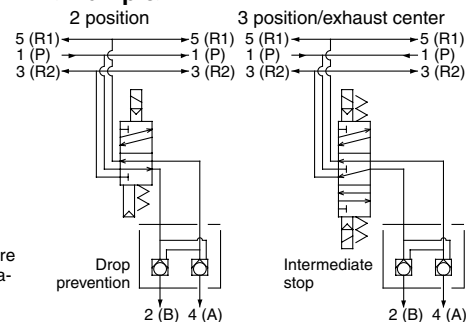 2 position
5 (R1) 5 (R1)
1 (P) 1 (P)
3 (R2) 3 (R2)
Drop
prevention
2 (B) 4 (A)
3 position/exhaust center
5 (R1) 5 (R1)
1 (P) 1 (P)
3 (R2) 3 (R2)
Intermediate
stop
2 (B) 4 (A)